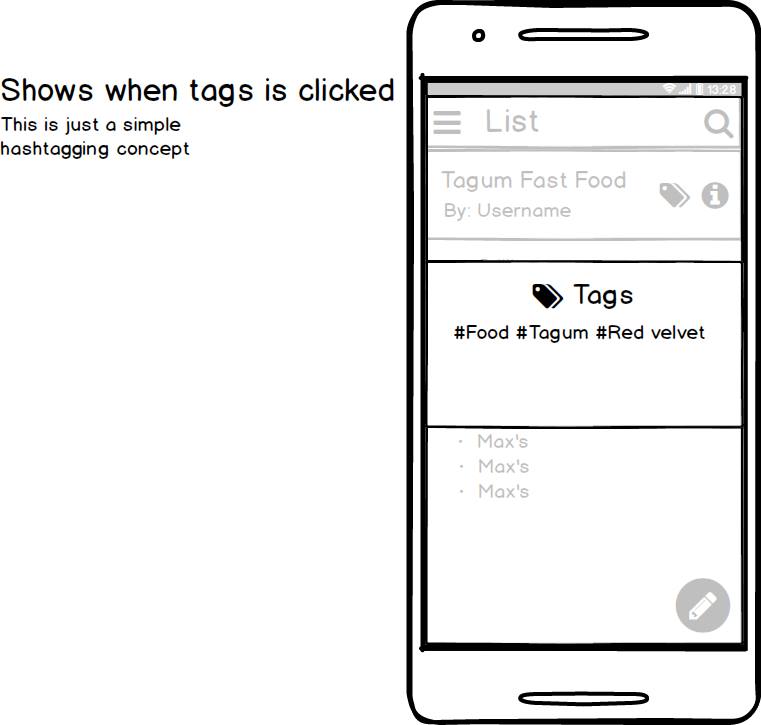 Shows when tags is clicked
This is just a simple
hashtagging concept
13:28
List
Tagum Fast Food
By: Username
Tags
#Food #Tagum #Red velvet
· Max's
· Max's
· Max's